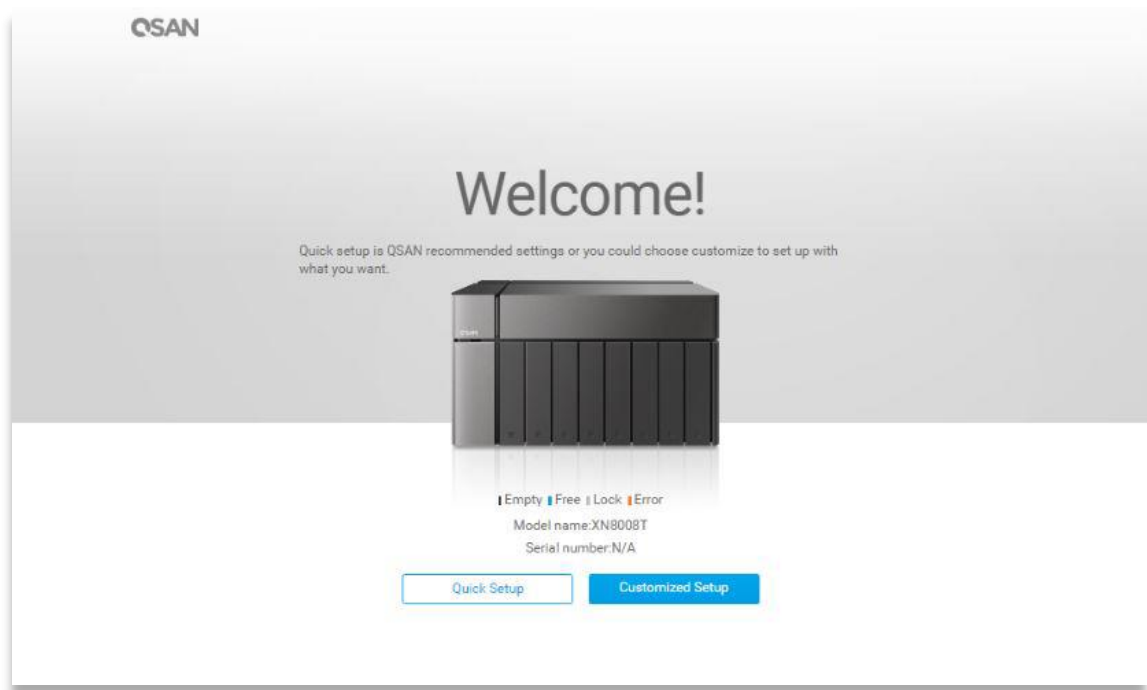 QSAN
Welcome!
Quick setup is QSAN recommended settings or you could choose customize to set up with
what you want.
QSAN
Empty Free Lock Error
Model name:XN8008T
Serial number:N/A
Quick Setup
Customized Setup